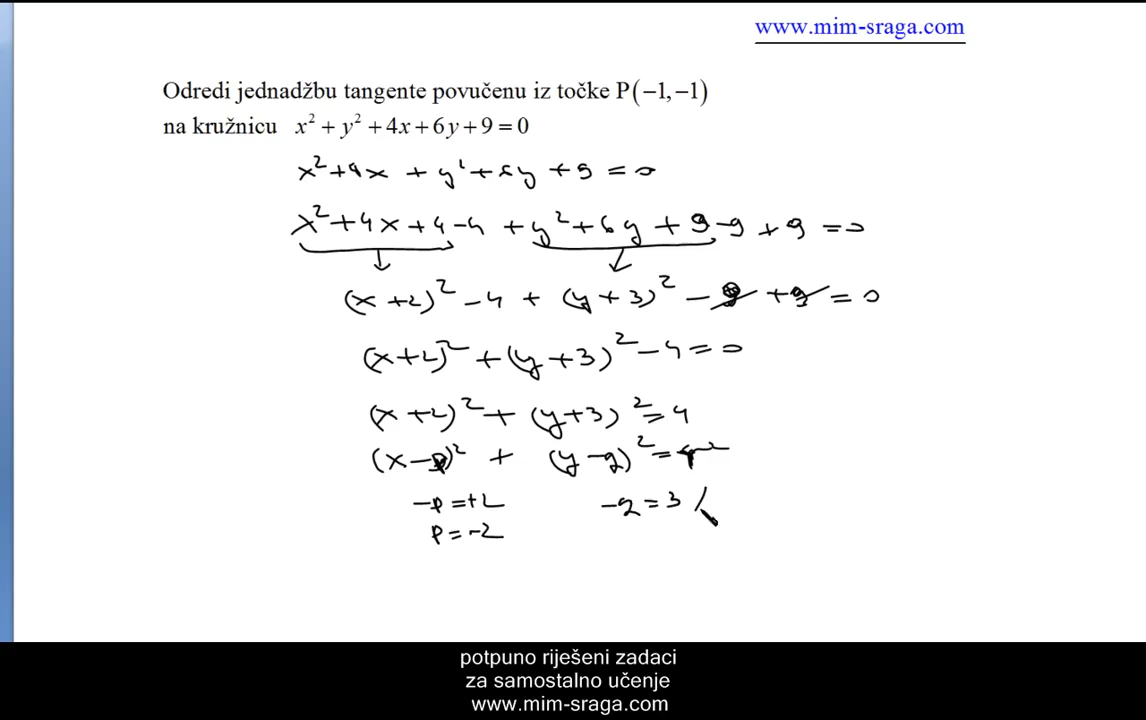 www.mim-sraga.com
Odredi jednadžbu tangente povučenu iz točke P(−1,−1)
na kružnicu x² + y² + 4x + 6y + 9 = 0
x² + 4x + y² + 6y + 9 = 0
x² + 4x + 4 - 4 + y² + 6y + 9 - 9 + 9 = 0
(x + 2)² - 4 + (y + 3)² - 9 + 9 = 0
(x + 2)² + (y + 3)² - 4 = 0
(x + 2)² + (y + 3)² = 4
(x - p)² + (y - q)² = r²
-p = +2 -q = 3 /
p = -2
potpuno riješeni zadaci
za samostalno učenje
www.mim-sraga.com